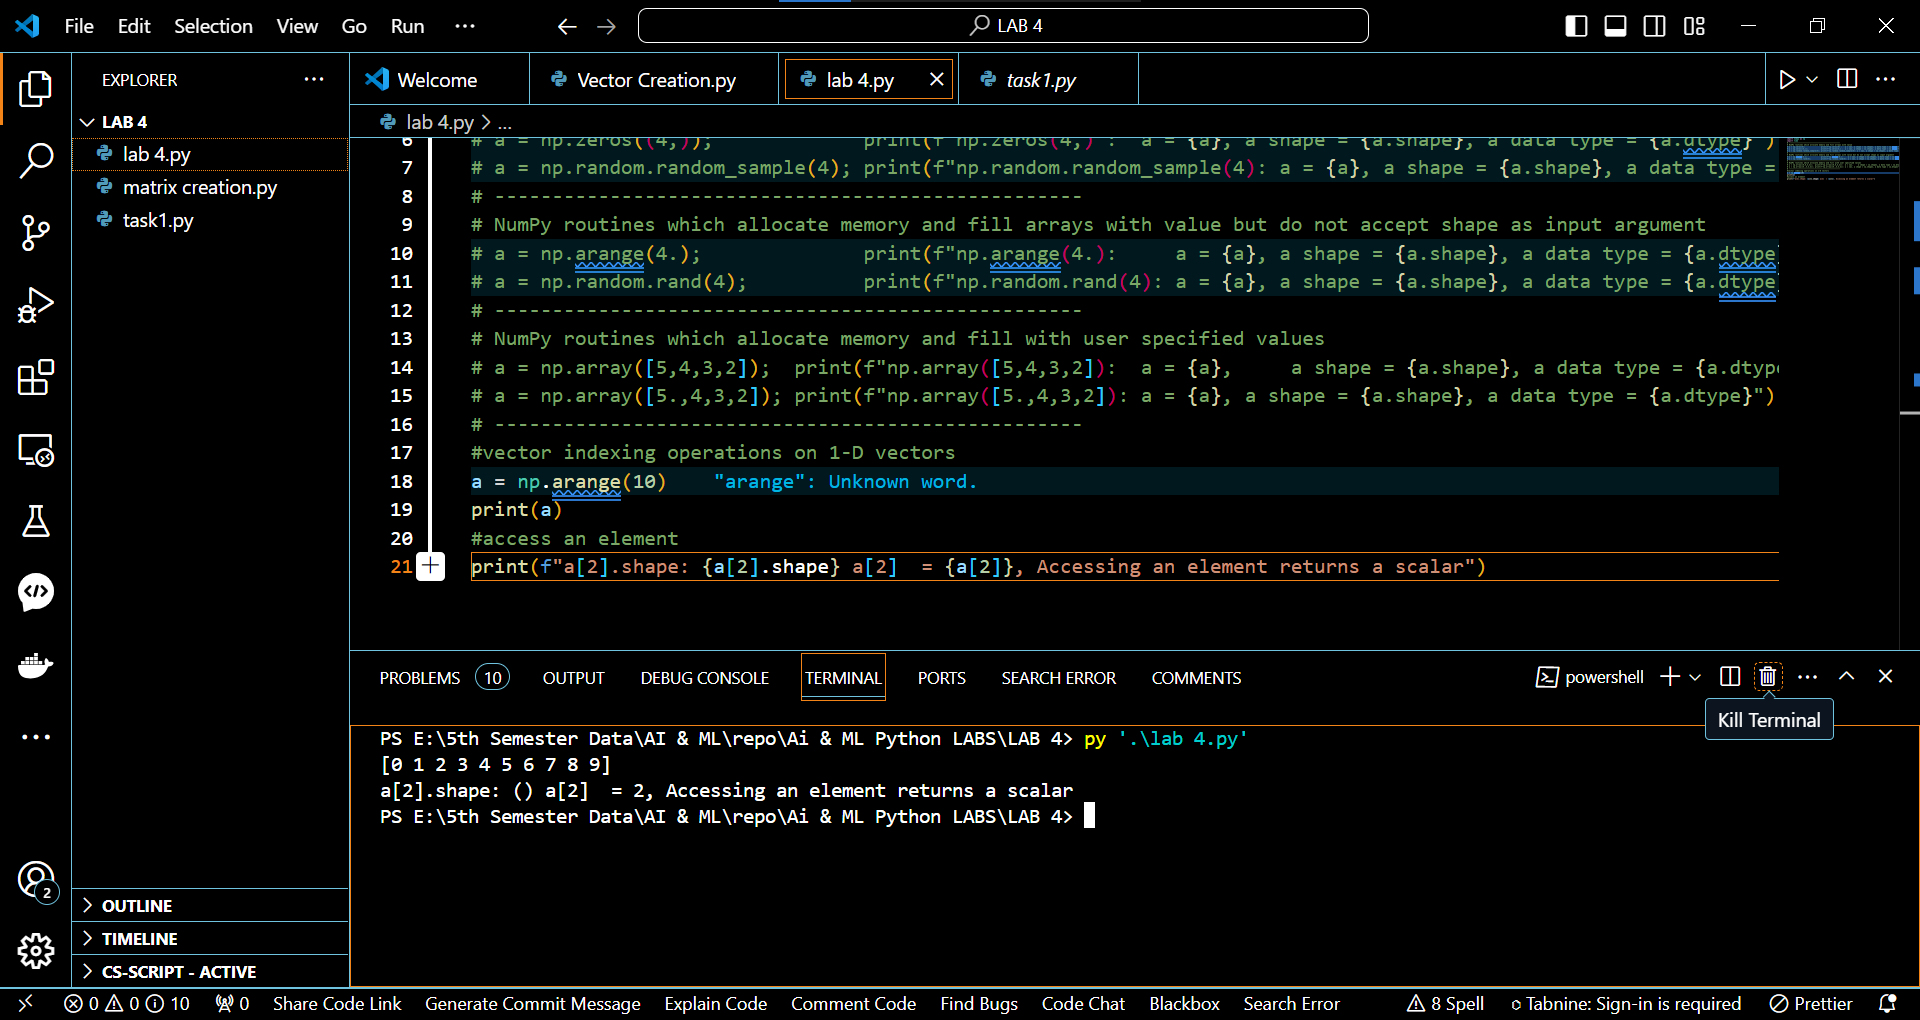 File Edit Selection View Go Run ··· LAB 4
EXPLORER ···
LAB 4
lab 4.py
matrix creation.py
task1.py
OUTLINE
TIMELINE
CS-SCRIPT - ACTIVE
2
Welcome Vector Creation.py lab 4.py task1.py
lab 4.py > ...
6 # a = np.zeros((4,)); print(f"np.zeros(4,) : a = {a}, a shape = {a.shape}, a data type = {a.dtype}")
7 # a = np.random.random_sample(4); print(f"np.random.random_sample(4): a = {a}, a shape = {a.shape}, a data type =
8 # ---------------------------------------------------
9 # NumPy routines which allocate memory and fill arrays with value but do not accept shape as input argument
10 # a = np.arange(4.); print(f"np.arange(4.): a = {a}, a shape = {a.shape}, a data type = {a.dtype}
11 # a = np.random.rand(4); print(f"np.random.rand(4): a = {a}, a shape = {a.shape}, a data type = {a.dtype
12 # ---------------------------------------------------
13 # NumPy routines which allocate memory and fill with user specified values
14 # a = np.array([5,4,3,2]); print(f"np.array([5,4,3,2]): a = {a}, a shape = {a.shape}, a data type = {a.dtyp
15 # a = np.array([5.,4,3,2]); print(f"np.array([5.,4,3,2]): a = {a}, a shape = {a.shape}, a data type = {a.dtype}")
16 # ---------------------------------------------------
17 #vector indexing operations on 1-D vectors
18 a = np.arange(10) "arange": Unknown word.
19 print(a)
20 #access an element
21 print(f"a[2].shape: {a[2].shape} a[2]  = {a[2]}, Accessing an element returns a scalar")
PROBLEMS 10 OUTPUT DEBUG CONSOLE TERMINAL PORTS SEARCH ERROR COMMENTS powershell
Kill Terminal
PS E:\5th Semester Data\AI & ML\repo\Ai & ML Python LABS\LAB 4> py '.\lab 4.py'
[0 1 2 3 4 5 6 7 8 9]
a[2].shape: () a[2]  = 2, Accessing an element returns a scalar
PS E:\5th Semester Data\AI & ML\repo\Ai & ML Python LABS\LAB 4>
0 0 10 0 Share Code Link Generate Commit Message Explain Code Comment Code Find Bugs Code Chat Blackbox Search Error 8 Spell Tabnine: Sign-in is required Prettier